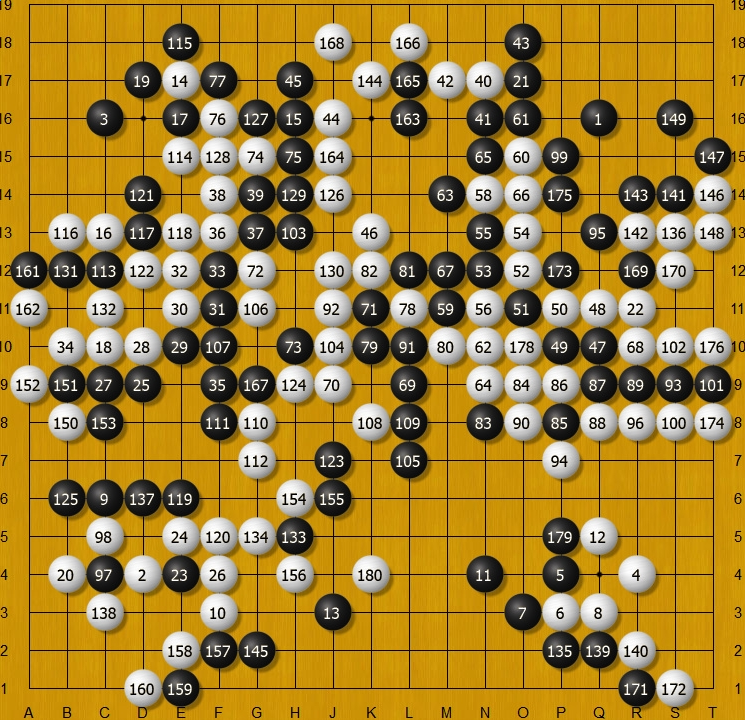 19 19
18 115 168 166 43 18
17 19 14 77 45 144 165 42 40 21 17
16 3 17 76 127 15 44 163 41 61 1 149 16
15 114 128 74 75 164 65 60 99 147 15
14 121 38 39 129 126 63 58 66 175 143 141 146 14
13 116 16 117 118 36 37 103 46 55 54 95 142 136 148 13
12 161 131 113 122 32 33 72 130 82 81 67 53 52 173 169 170 12
11 162 132 30 31 106 92 71 78 59 56 51 50 48 22 11
10 34 18 28 29 107 73 104 79 91 80 62 178 49 47 68 102 176 10
9 152 151 27 25 35 167 124 70 69 64 84 86 87 89 93 101 9
8 150 153 111 110 108 109 83 90 85 88 96 100 174 8
7 112 123 105 94 7
6 125 9 137 119 154 155 6
5 98 24 120 134 133 179 12 5
4 20 97 2 23 26 156 180 11 5 4 4
3 138 10 13 7 6 8 3
2 158 157 145 135 139 140 2
1 160 159 171 172 1
A B C D E F G H J K L M N O P Q R S T